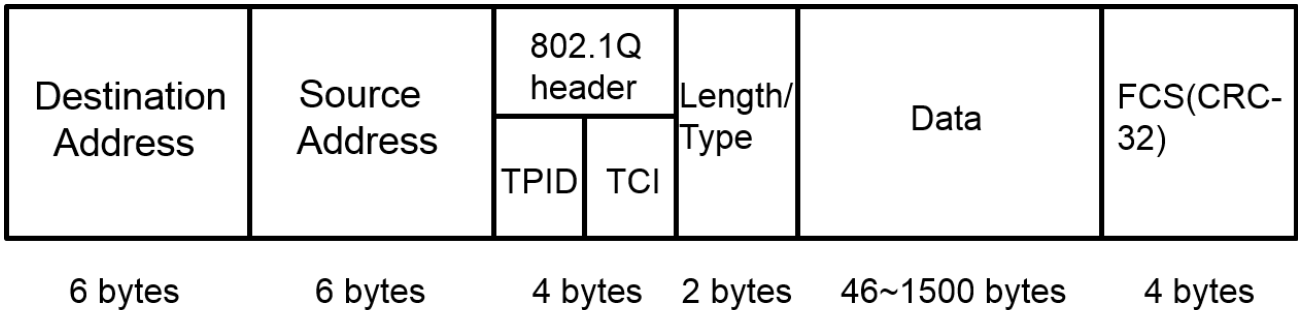 Destination
Address
Source
Address
802.1Q
header
TPID
TCI
Length/
Type
Data
FCS(CRC-
32)
6 bytes
6 bytes
4 bytes
2 bytes
46~1500 bytes
4 bytes